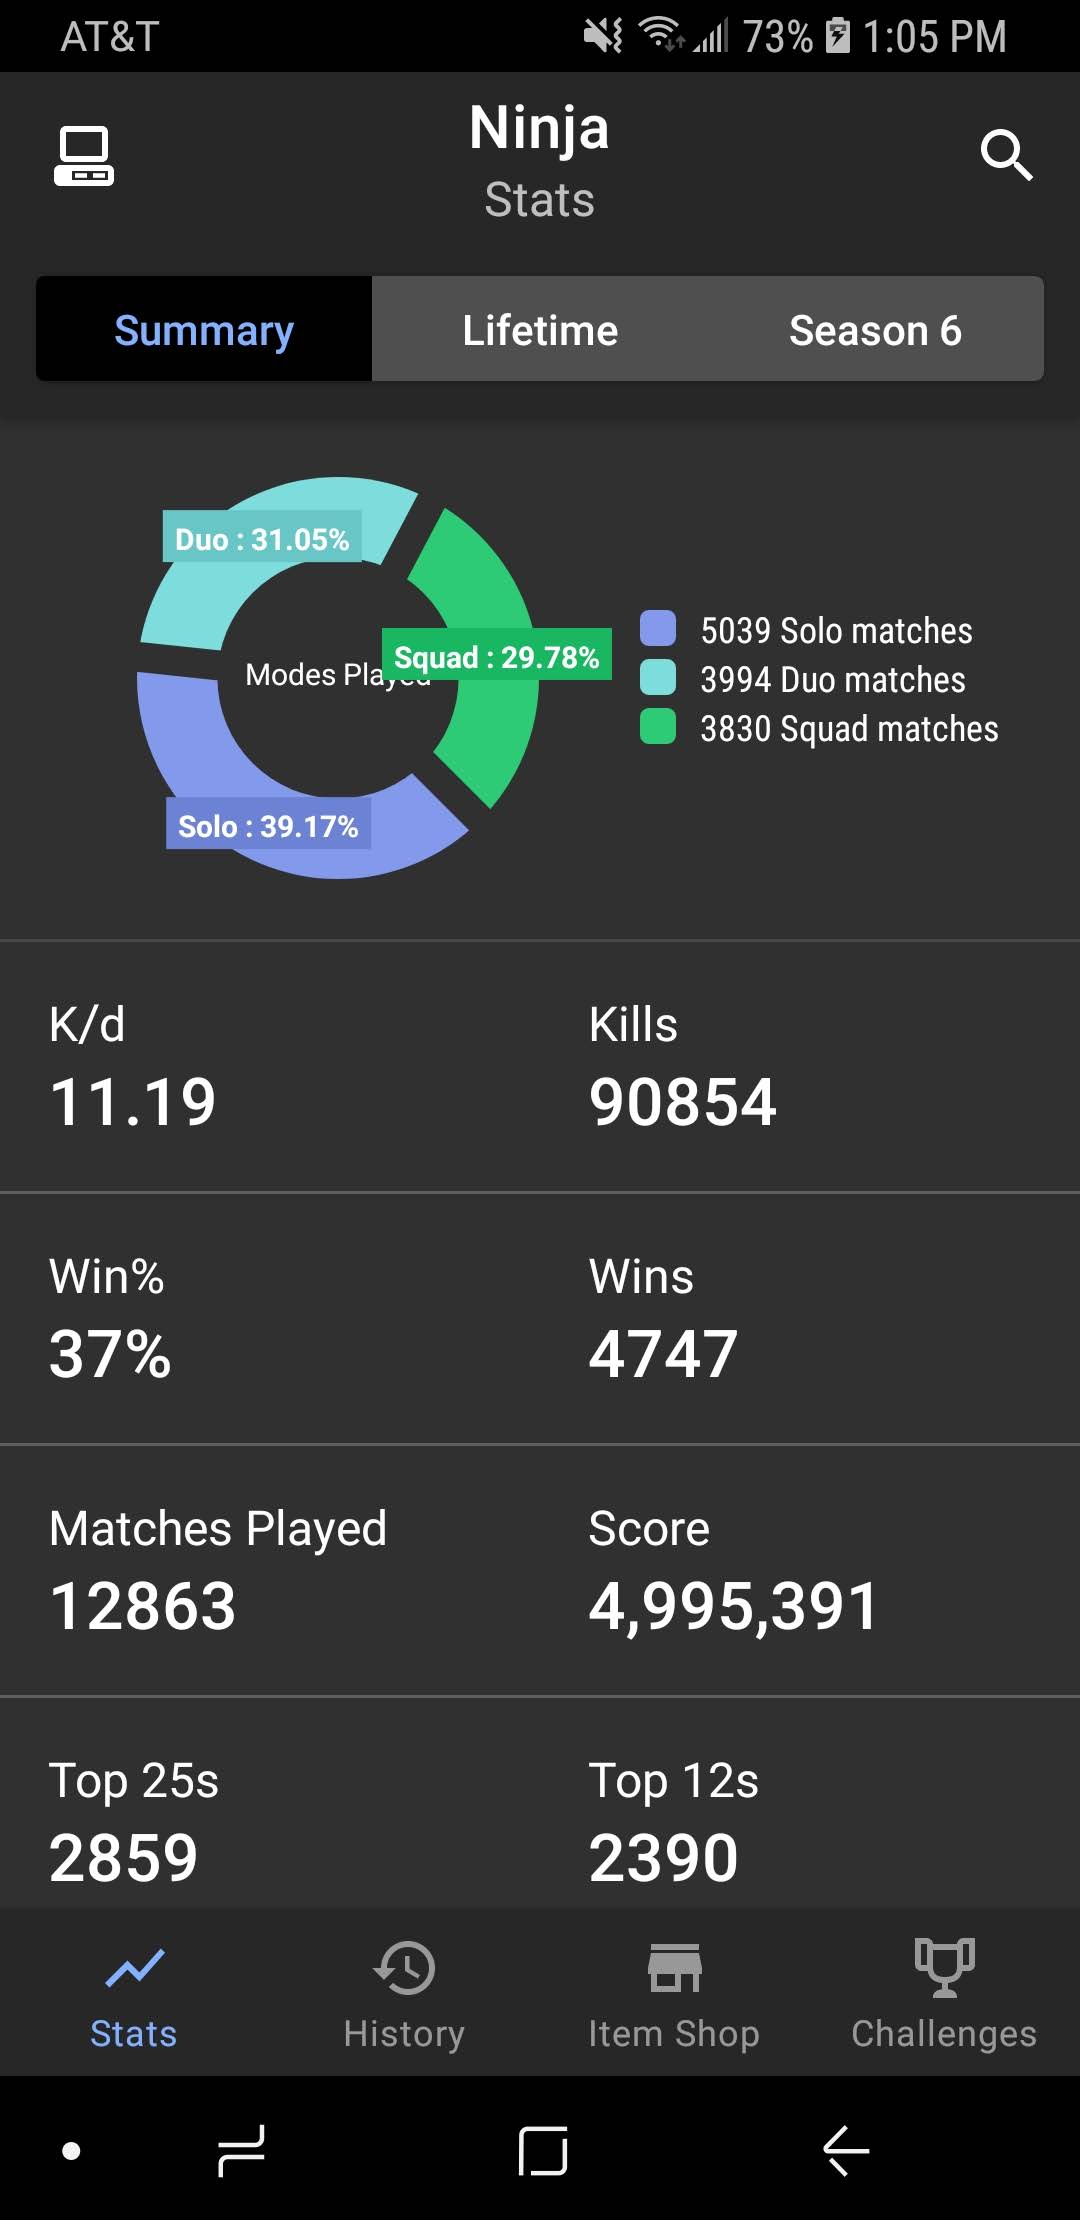 AT&T 73% 1:05 PM
Ninja
Stats
Summary Lifetime Season 6
Duo : 31.05%
Squad : 29.78%
Modes Played
Solo : 39.17%
5039 Solo matches
3994 Duo matches
3830 Squad matches
K/d Kills
11.19 90854
Win% Wins
37% 4747
Matches Played Score
12863 4,995,391
Top 25s Top 12s
2859 2390
Stats History Item Shop Challenges